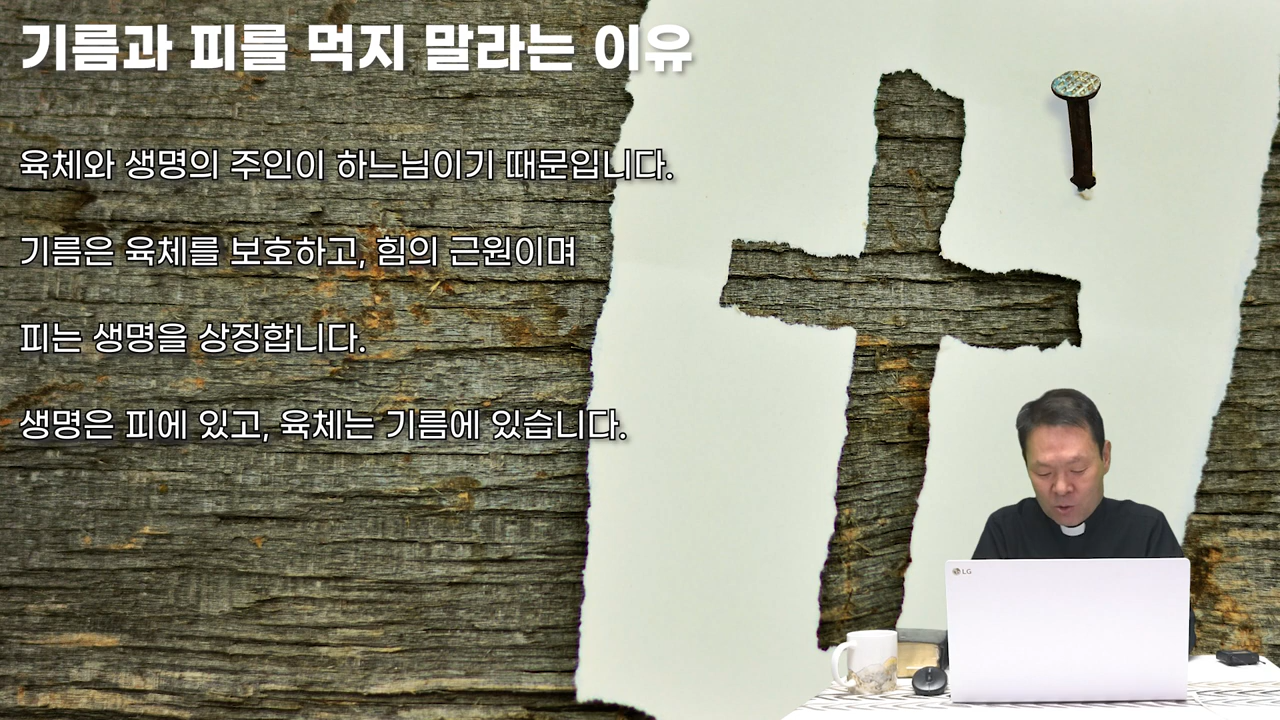 기름과 피를 먹지 말라는 이유
육체와 생명의 주인이 하느님이기 때문입니다.
기름은 육체를 보호하고, 힘의 근원이며
피는 생명을 상징합니다.
생명은 피에 있고, 육체는 기름에 있습니다.
LG